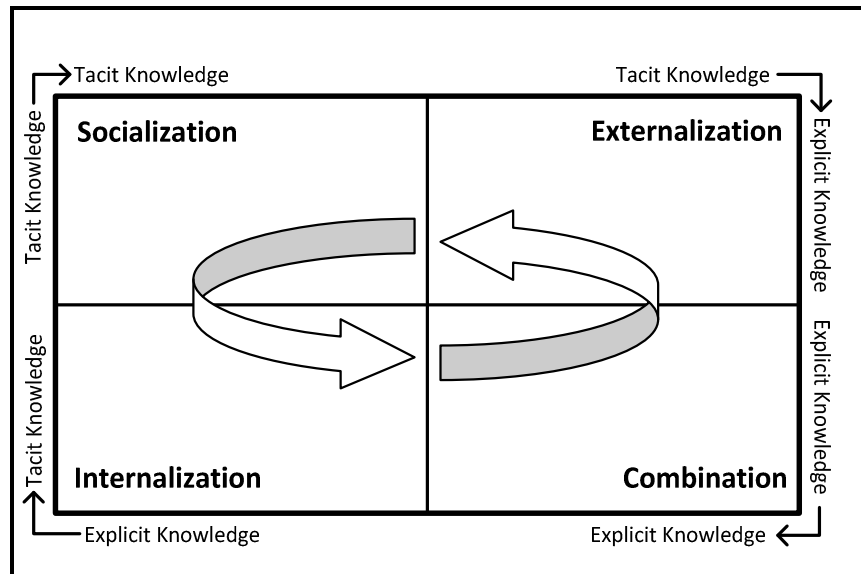 Tacit Knowledge
Tacit Knowledge
Tacit Knowledge
Socialization
Externalization
Explicit Knowledge
Tacit Knowledge
Internalization
Combination
Explicit Knowledge
Explicit Knowledge
Explicit Knowledge